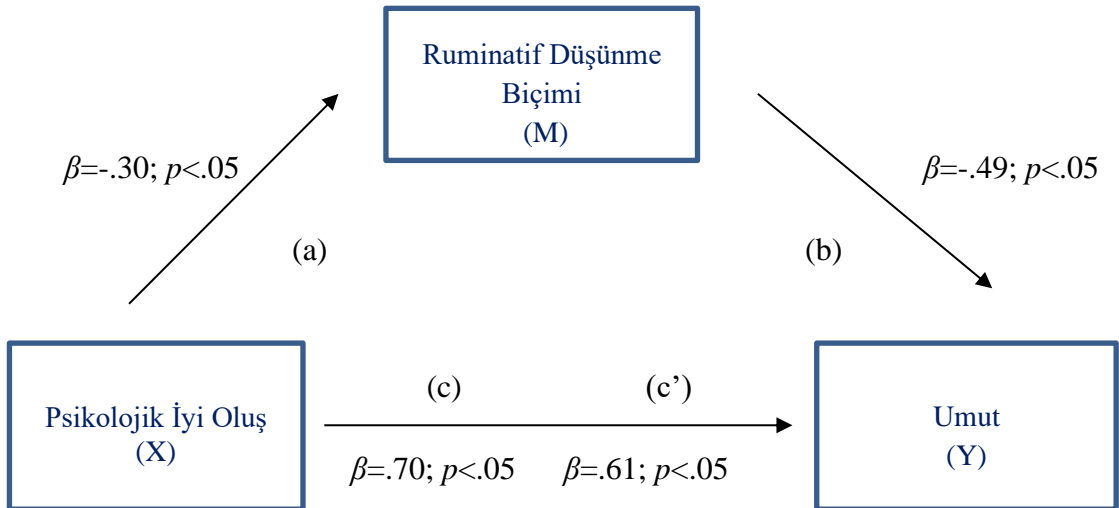 Ruminatif Düşünme
Biçimi
(M)
β=-.30; p<.05
β=-.49; p<.05
(a)
(b)
Psikolojik İyi Oluş
(X)
(c)
(c’)
β=.70; p<.05
β=.61; p<.05
Umut
(Y)